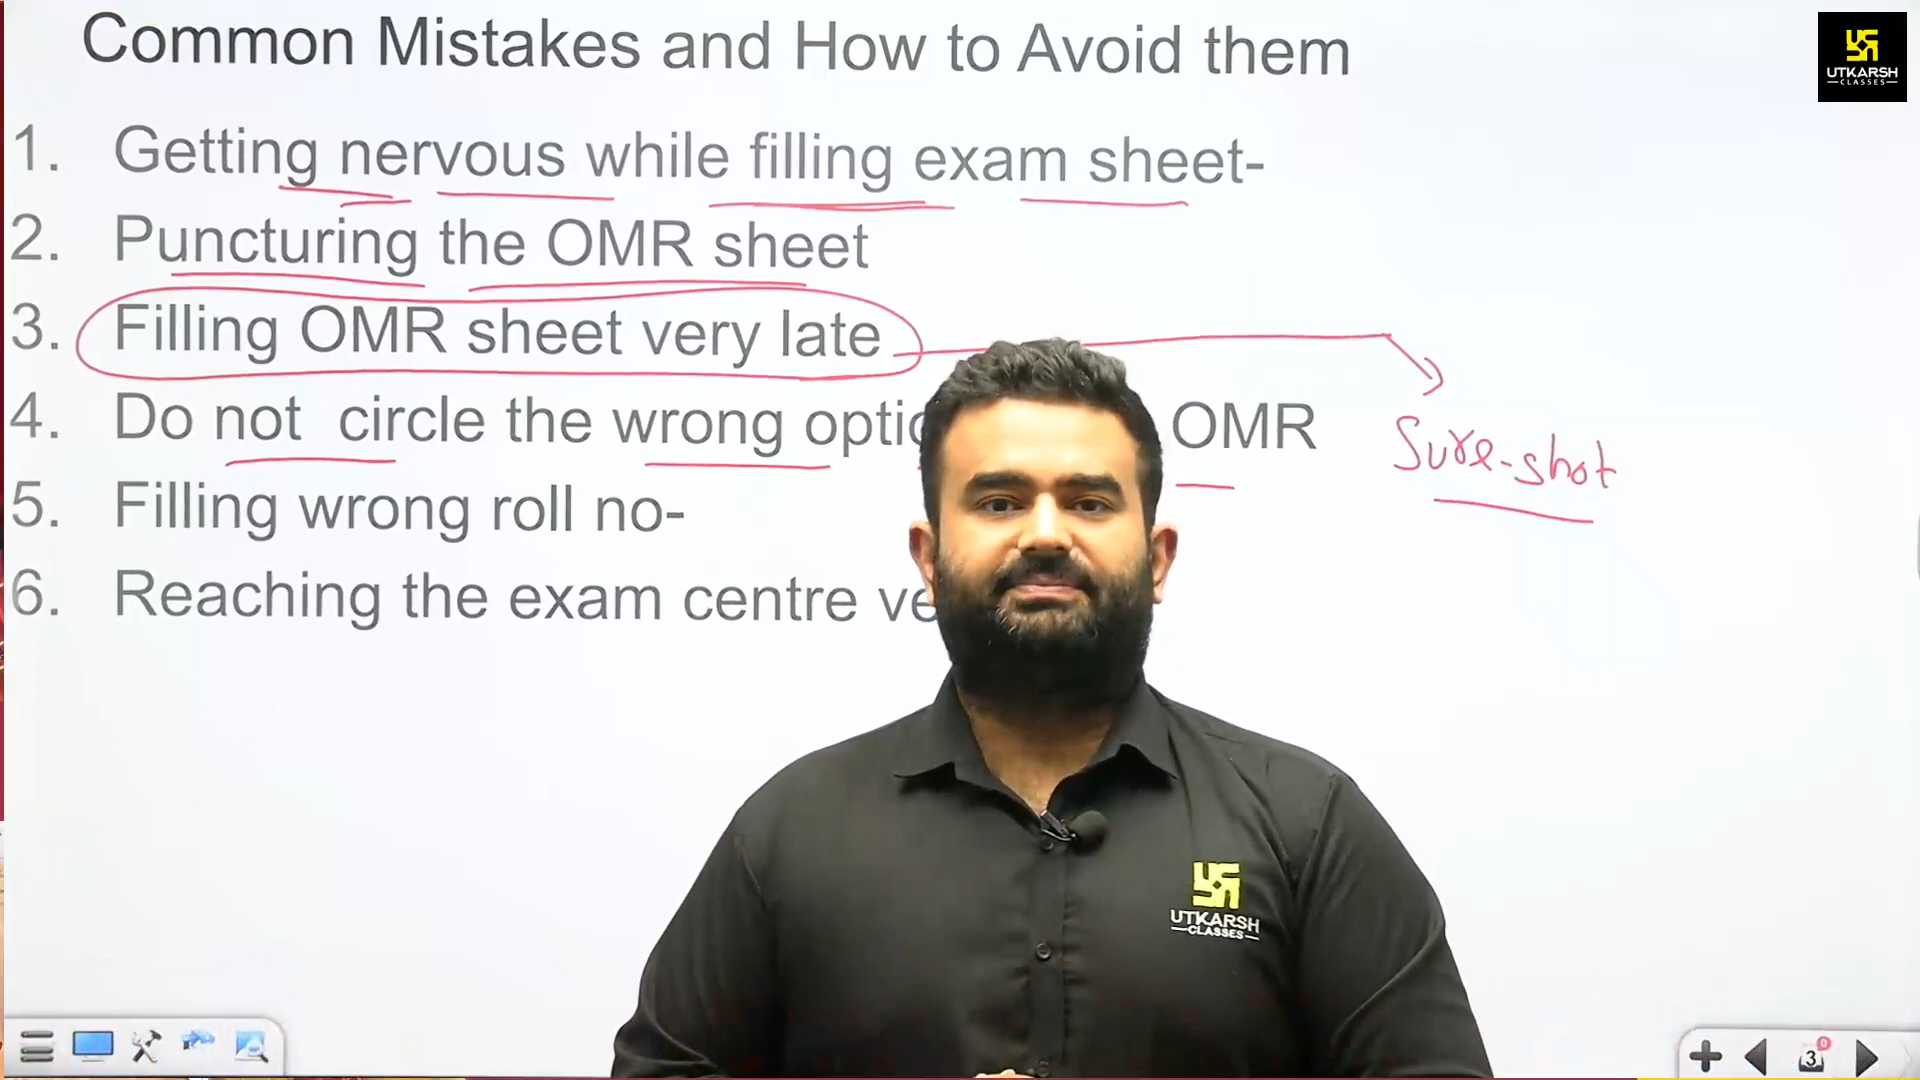 Common Mistakes and How to Avoid them
UTKARSH
CLASSES
1. Getting nervous while filling exam sheet-
2. Puncturing the OMR sheet
3. Filling OMR sheet very late
4. Do not circle the wrong OMR
Sure-shot
5. Filling wrong roll no-
6. Reaching the exam centre
UTKARSH
CLASSES
3
0